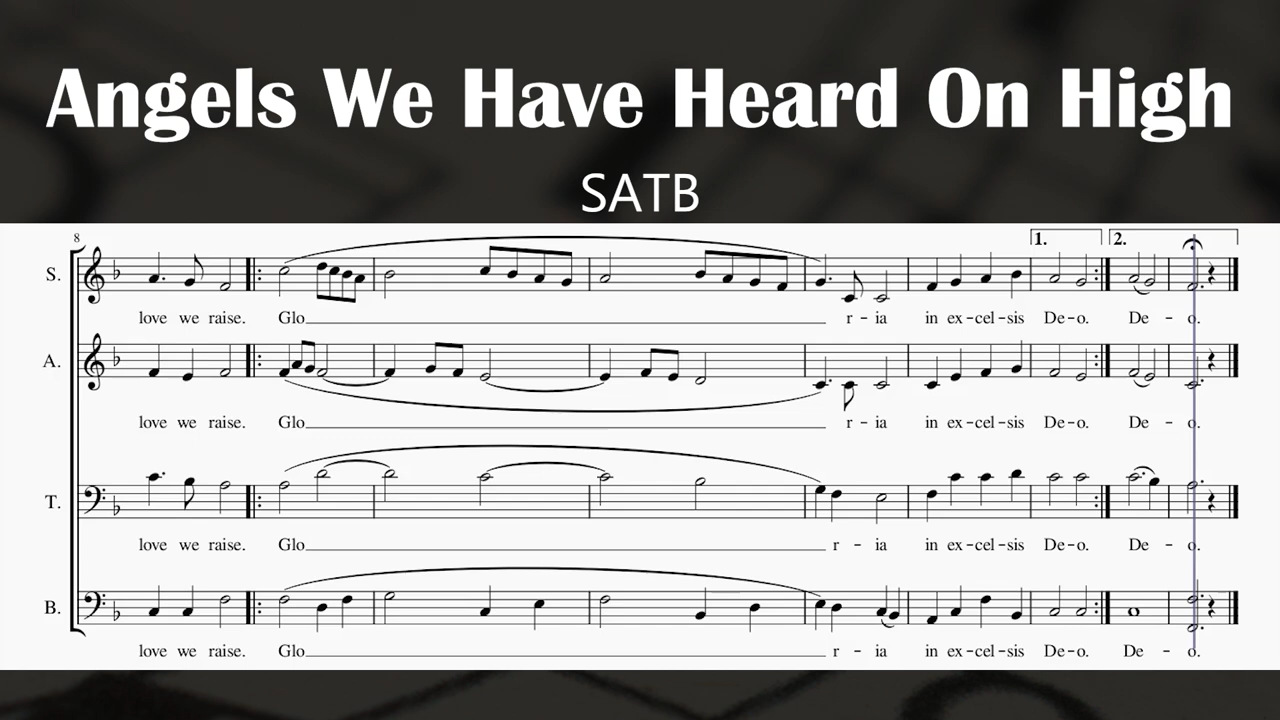 Angels We Have Heard On High
SATB
8
1. 2.
S.
love we raise. Glo r - ia in ex-cel-sis De-o. De - o.
A.
love we raise. Glo r - ia in ex-cel-sis De-o. De - o.
T.
love we raise. Glo r - ia in ex-cel-sis De-o. De - o.
B.
love we raise. Glo r - ia in ex-cel-sis De-o. De - o.